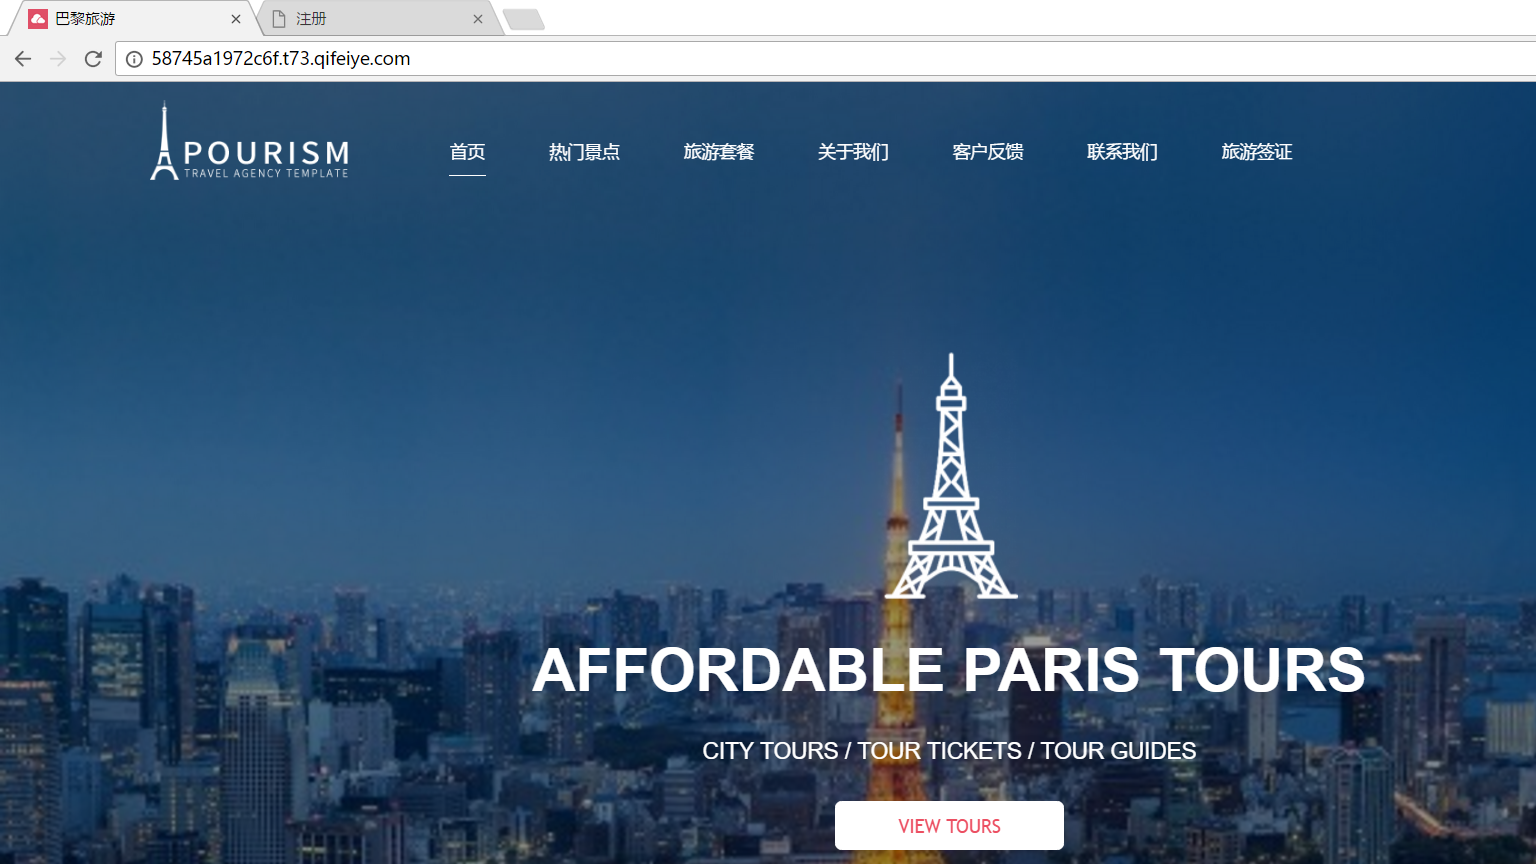 巴黎旅游
注册
58745a1972c6f.t73.qifeiye.com
POURISM
TRAVEL AGENCY TEMPLATE
首页 热门景点 旅游套餐 关于我们 客户反馈 联系我们 旅游签证
AFFORDABLE PARIS TOURS
CITY TOURS / TOUR TICKETS / TOUR GUIDES
VIEW TOURS